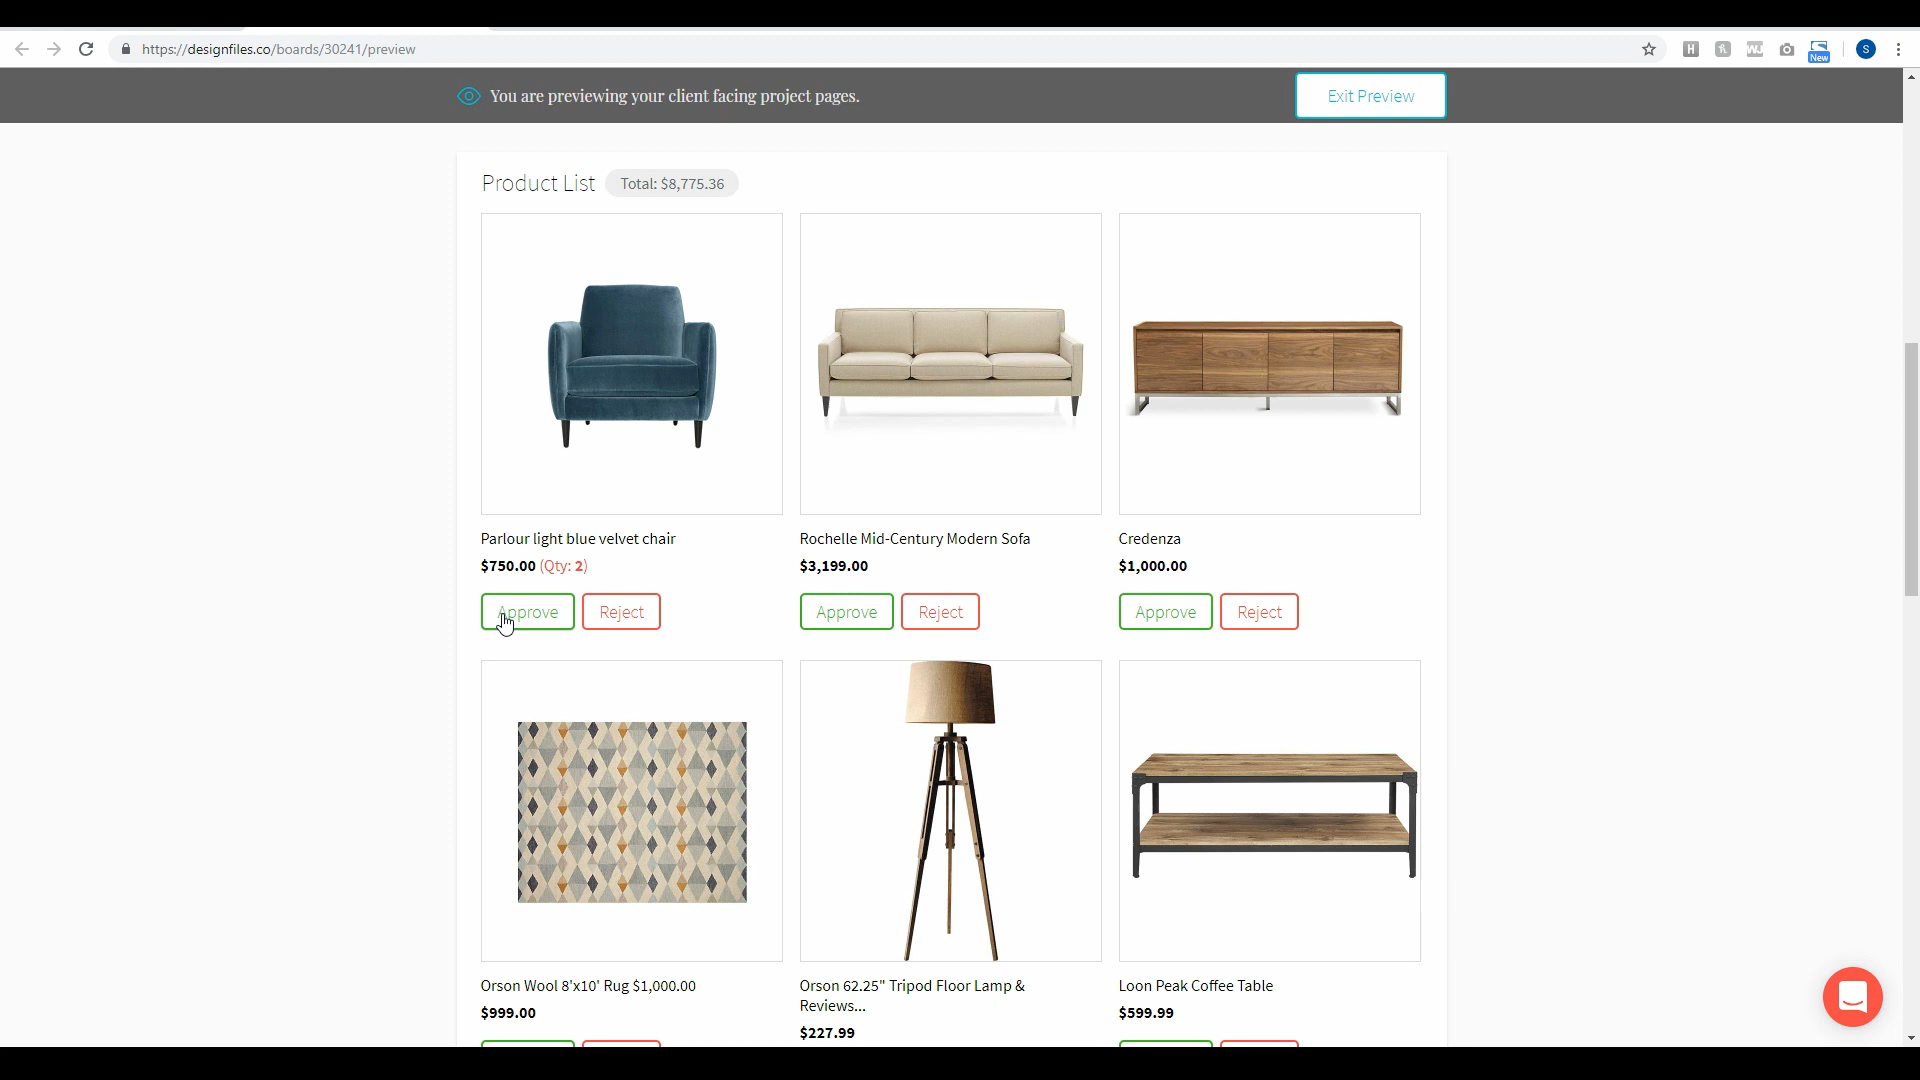 https://designfiles.co/boards/30241/preview
New
S
You are previewing your client facing project pages.
Exit Preview
Product List
Total: $8,775.36
Parlour light blue velvet chair
$750.00 (Qty: 2)
Approve
Reject
Rochelle Mid-Century Modern Sofa
$3,199.00
Approve
Reject
Credenza
$1,000.00
Approve
Reject
Orson Wool 8'x10' Rug $1,000.00
$999.00
Orson 62.25" Tripod Floor Lamp &
Reviews...
$227.99
Loon Peak Coffee Table
$599.99